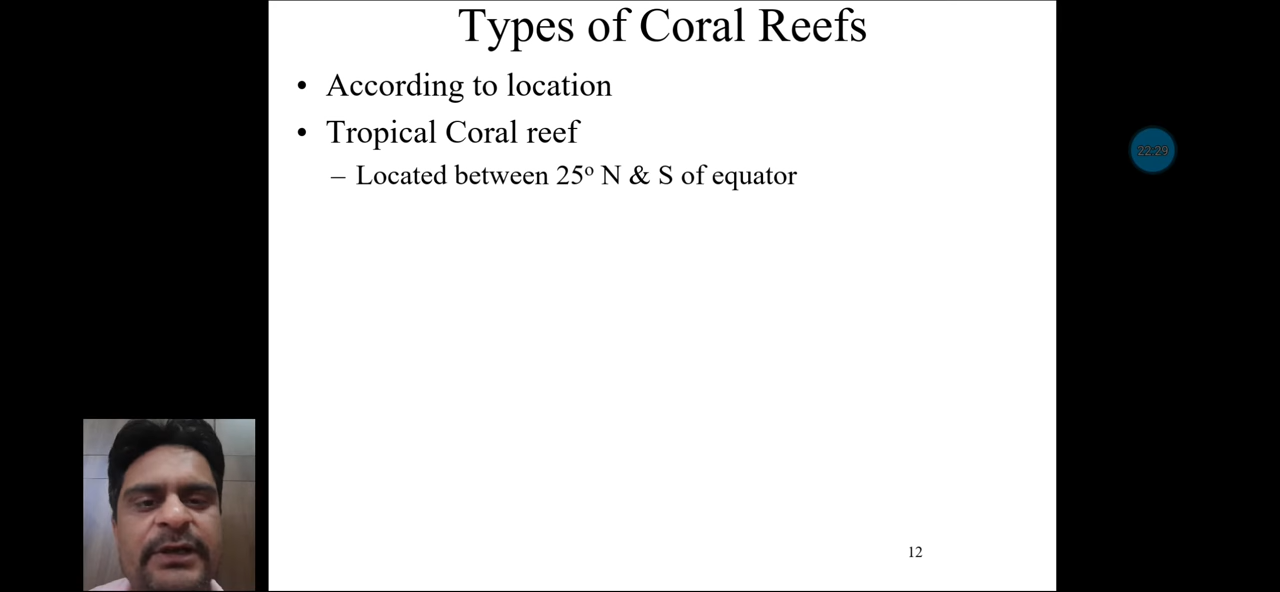 Types of Coral Reefs
• According to location
• Tropical Coral reef
– Located between 25º N & S of equator
22:29
12